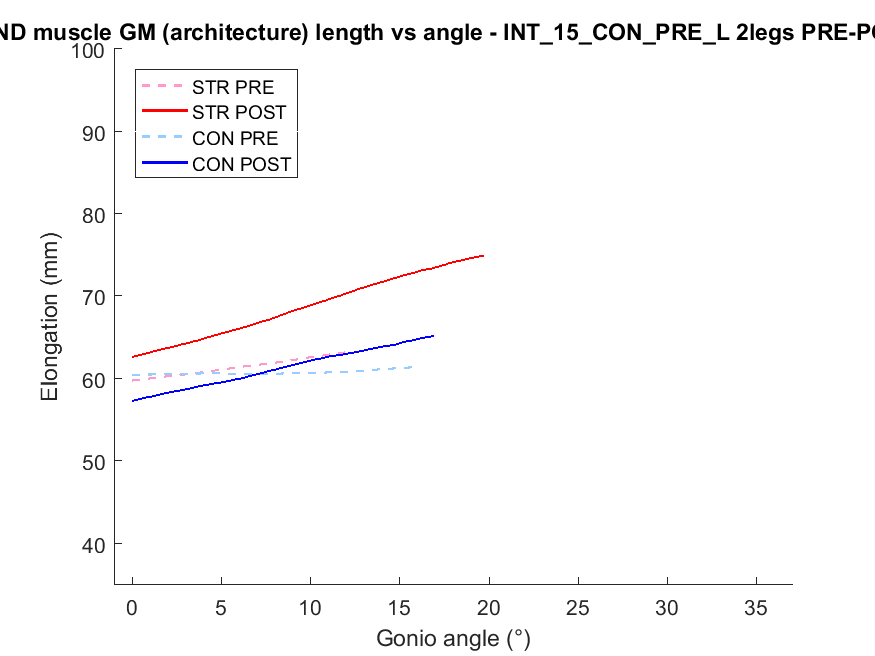 ND muscle GM (architecture) length vs angle - INT_15_CON_PRE_L 2legs PRE-PO
100
90
80
70
60
50
40
STR PRE
STR POST
CON PRE
CON POST
Elongation (mm)
0 5 10 15 20 25 30 35
Gonio angle (°)